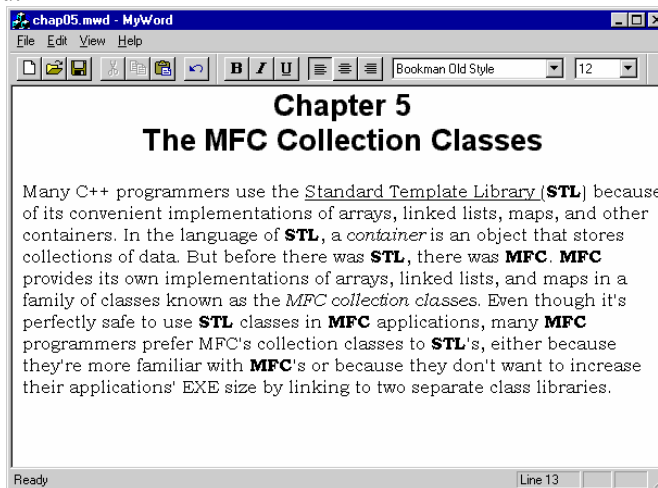 chap05.mwd - MyWord
File Edit View Help
B I U Bookman Old Style 12
Chapter 5
The MFC Collection Classes
Many C++ programmers use the Standard Template Library (STL) because
of its convenient implementations of arrays, linked lists, maps, and other
containers. In the language of STL, a container is an object that stores
collections of data. But before there was STL, there was MFC. MFC
provides its own implementations of arrays, linked lists, and maps in a
family of classes known as the MFC collection classes. Even though it's
perfectly safe to use STL classes in MFC applications, many MFC
programmers prefer MFC's collection classes to STL's, either because
they're more familiar with MFC's or because they don't want to increase
their applications' EXE size by linking to two separate class libraries.
Ready Line 13